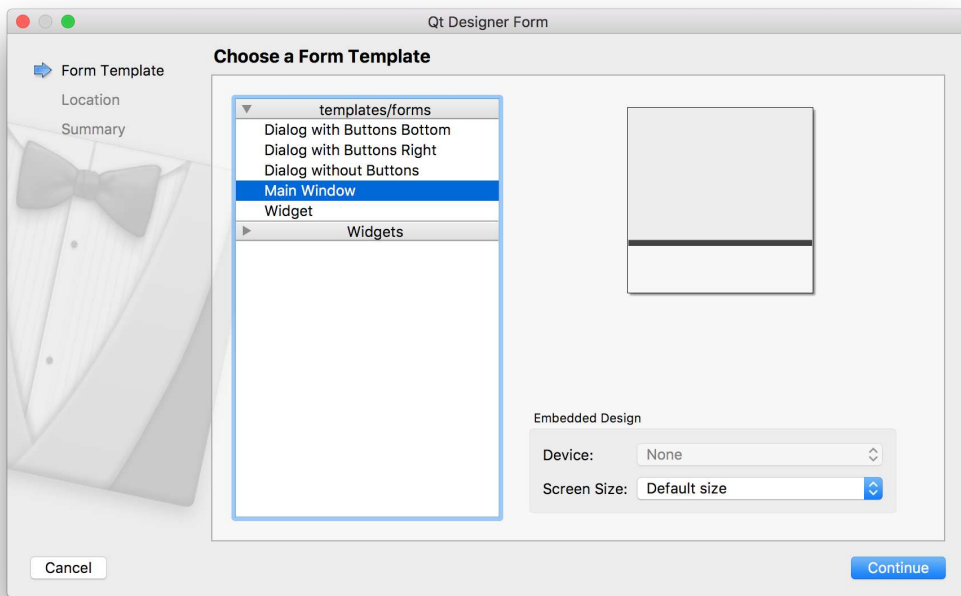 Qt Designer Form
Form Template
Location
Summary
Choose a Form Template
templates/forms
Dialog with Buttons Bottom
Dialog with Buttons Right
Dialog without Buttons
Main Window
Widget
Widgets
Embedded Design
Device: None
Screen Size: Default size
Cancel
Continue